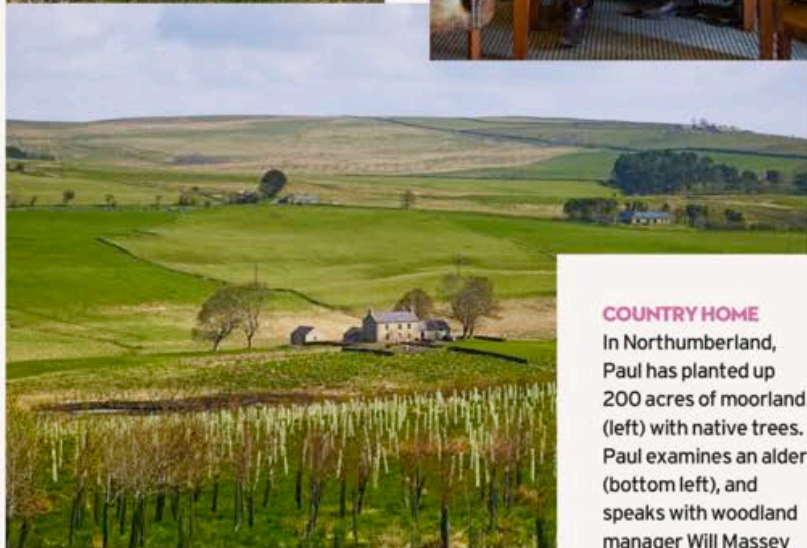 COUNTRY HOME
In Northumberland,
Paul has planted up
200 acres of moorland
(left) with native trees.
Paul examines an alder
(bottom left), and
speaks with woodland
manager Will Massey